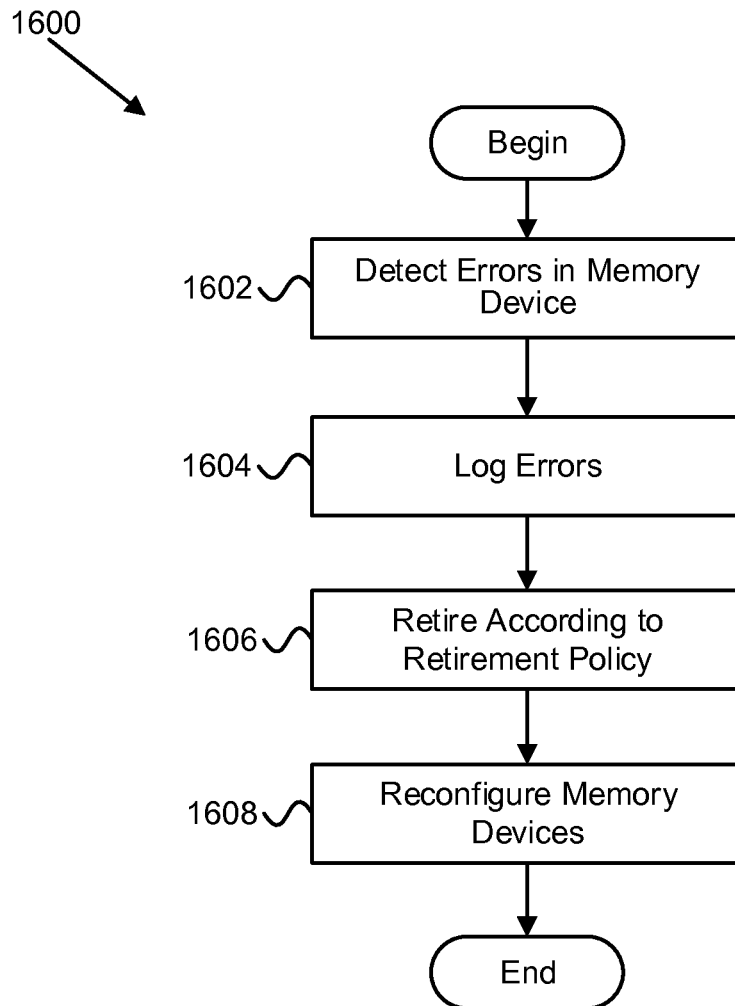 1600
Begin
1602
Detect Errors in Memory
Device
1604
Log Errors
1606
Retire According to
Retirement Policy
1608
Reconfigure Memory
Devices
End